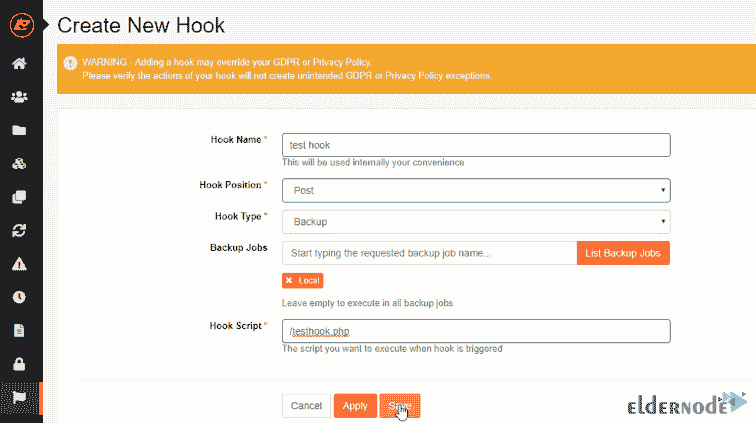 Create New Hook
WARNING - Adding a hook may override your GDPR or Privacy Policy.
Please verify the actions of your hook will not create unintended GDPR or Privacy Policy exceptions.
Hook Name *
test hook
This will be used internally your convenience
Hook Position *
Post
Hook Type *
Backup
Backup Jobs
Start typing the requested backup job name...
List Backup Jobs
Local
Leave empty to execute in all backup jobs
Hook Script *
/testhook.php
The script you want to execute when hook is triggered
Cancel
Apply
Save
ELDERNODE